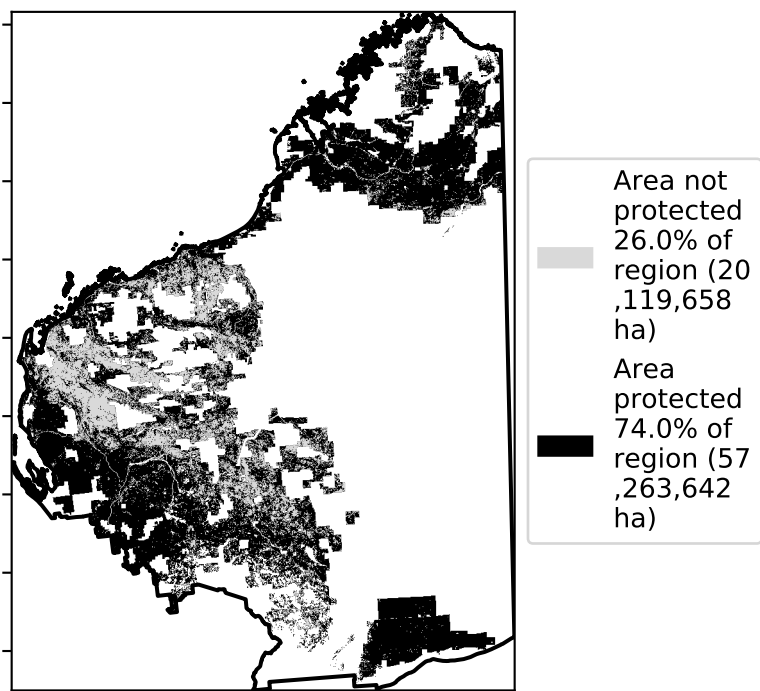 Area not
protected
26.0% of
region (20
,119,658
ha)
Area
protected
74.0% of
region (57
,263,642
ha)